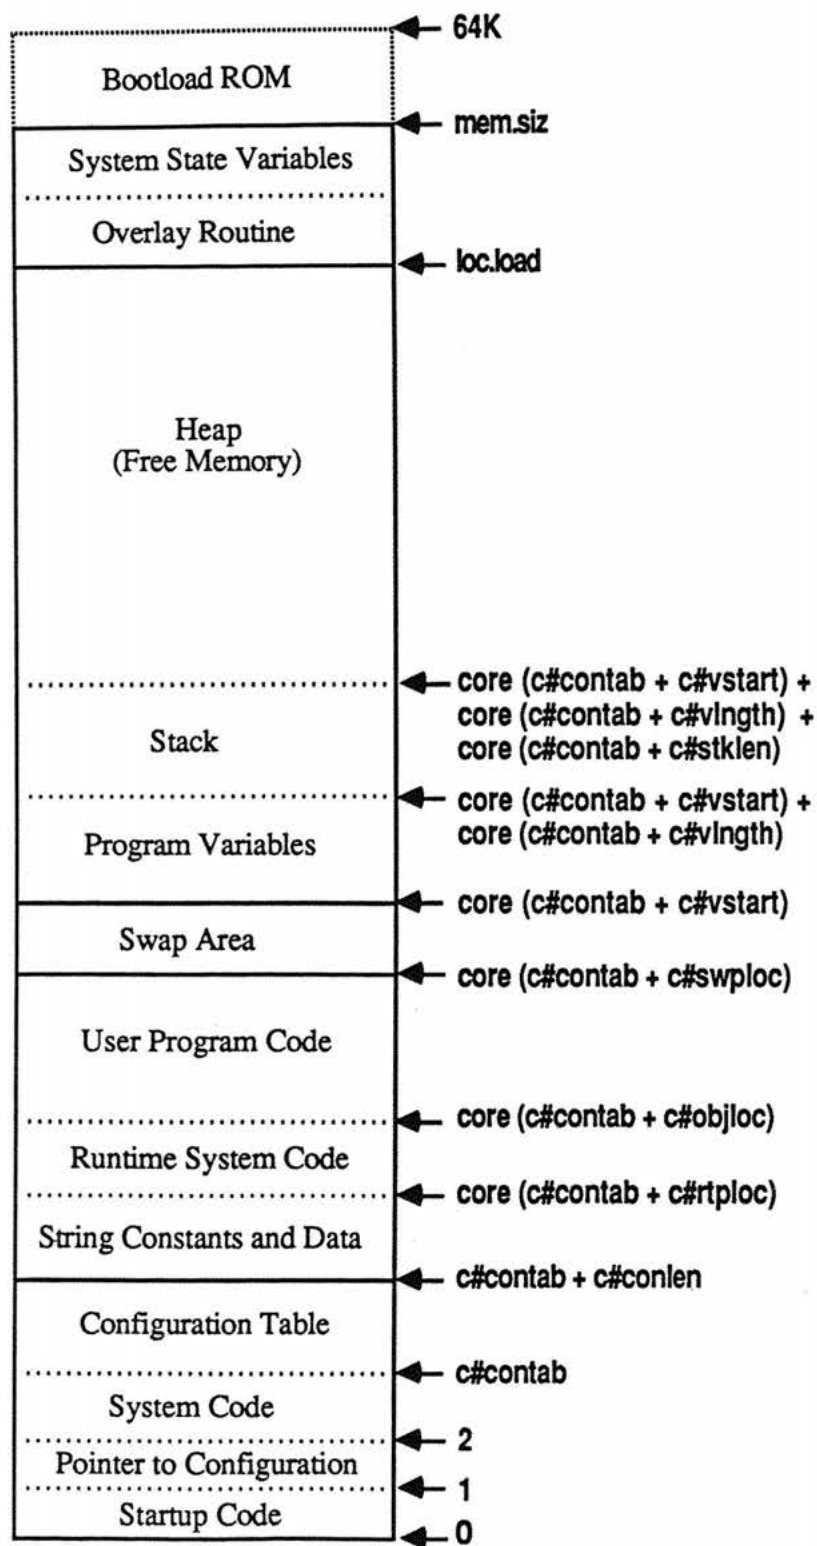 64K
Bootload ROM
mem.siz
System State Variables
Overlay Routine
loc.load
Heap
(Free Memory)
core (c#contab + c#vstart) +
core (c#contab + c#vlngth) +
core (c#contab + c#stklen)
Stack
core (c#contab + c#vstart) +
core (c#contab + c#vlngth)
Program Variables
core (c#contab + c#vstart)
Swap Area
core (c#contab + c#swploc)
User Program Code
core (c#contab + c#objloc)
Runtime System Code
core (c#contab + c#rtploc)
String Constants and Data
c#contab + c#conlen
Configuration Table
c#contab
System Code
2
Pointer to Configuration
1
Startup Code
0